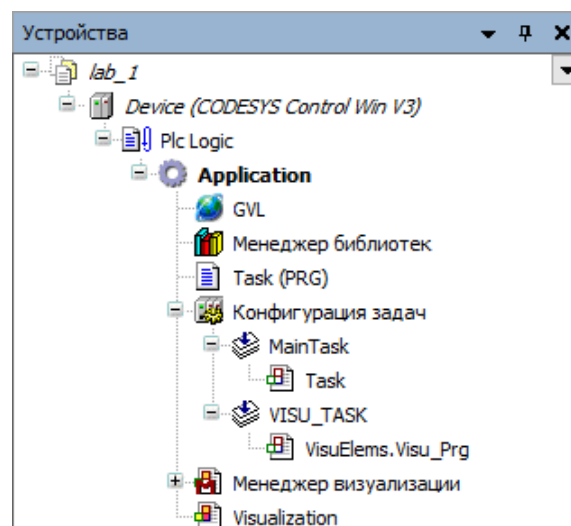 Устройства
lab_1
Device (CODESYS Control Win V3)
Plc Logic
Application
GVL
Менеджер библиотек
Task (PRG)
Конфигурация задач
MainTask
Task
VISU_TASK
VisuElems.Visu_Prg
Менеджер визуализации
Visualization